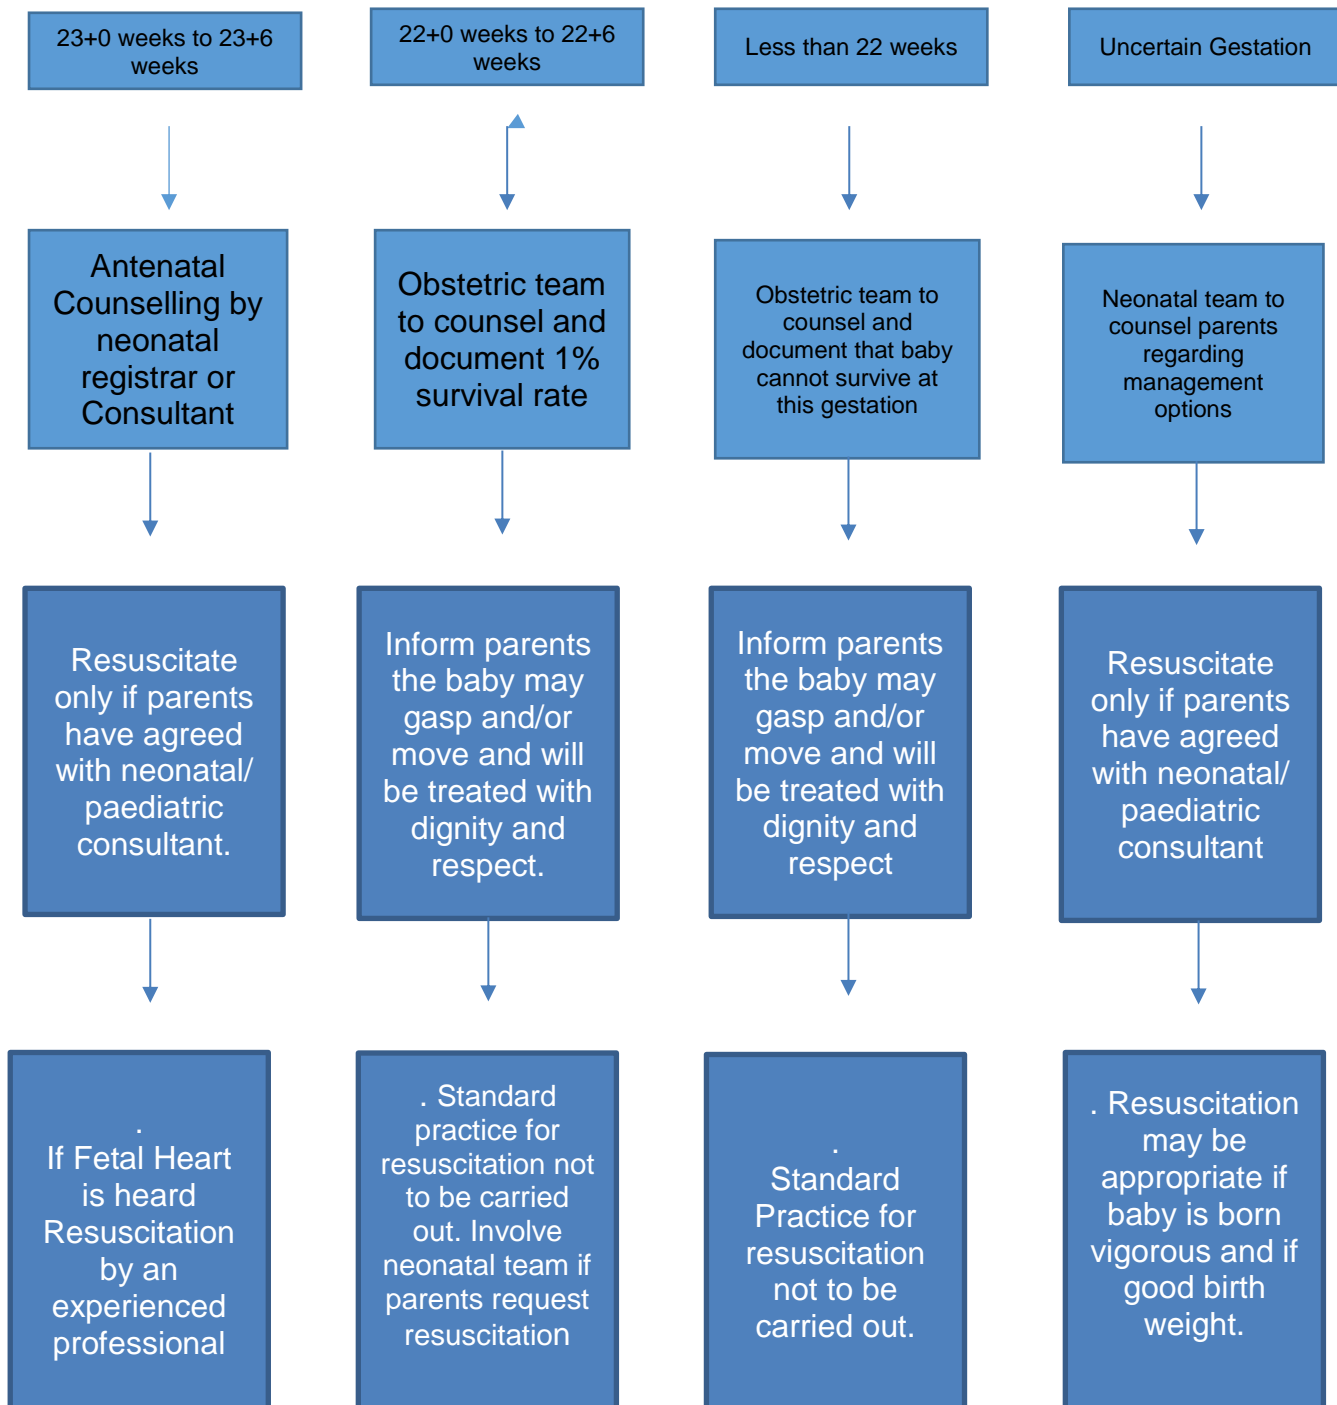 23+0 weeks to 23+6
weeks
22+0 weeks to 22+6
weeks
Less than 22 weeks
Uncertain Gestation
Antenatal
Counselling by
neonatal
registrar or
Consultant
Obstetric team
to counsel and
document 1%
survival rate
Obstetric team to
counsel and
document that baby
cannot survive at
this gestation
Neonatal team to
counsel parents
regarding
management
options
Resuscitate
only if parents
have agreed
with neonatal/
paediatric
consultant.
Inform parents
the baby may
gasp and/or
move and will
be treated with
dignity and
respect.
Inform parents
the baby may
gasp and/or
move and will
be treated with
dignity and
respect
Resuscitate
only if parents
have agreed
with neonatal/
paediatric
consultant
.
If Fetal Heart
is heard
Resuscitation
by an
experienced
professional
. Standard
practice for
resuscitation not
to be carried
out. Involve
neonatal team if
parents request
resuscitation
.
Standard
Practice for
resuscitation
not to be
carried out.
. Resuscitation
may be
appropriate if
baby is born
vigorous and if
good birth
weight.